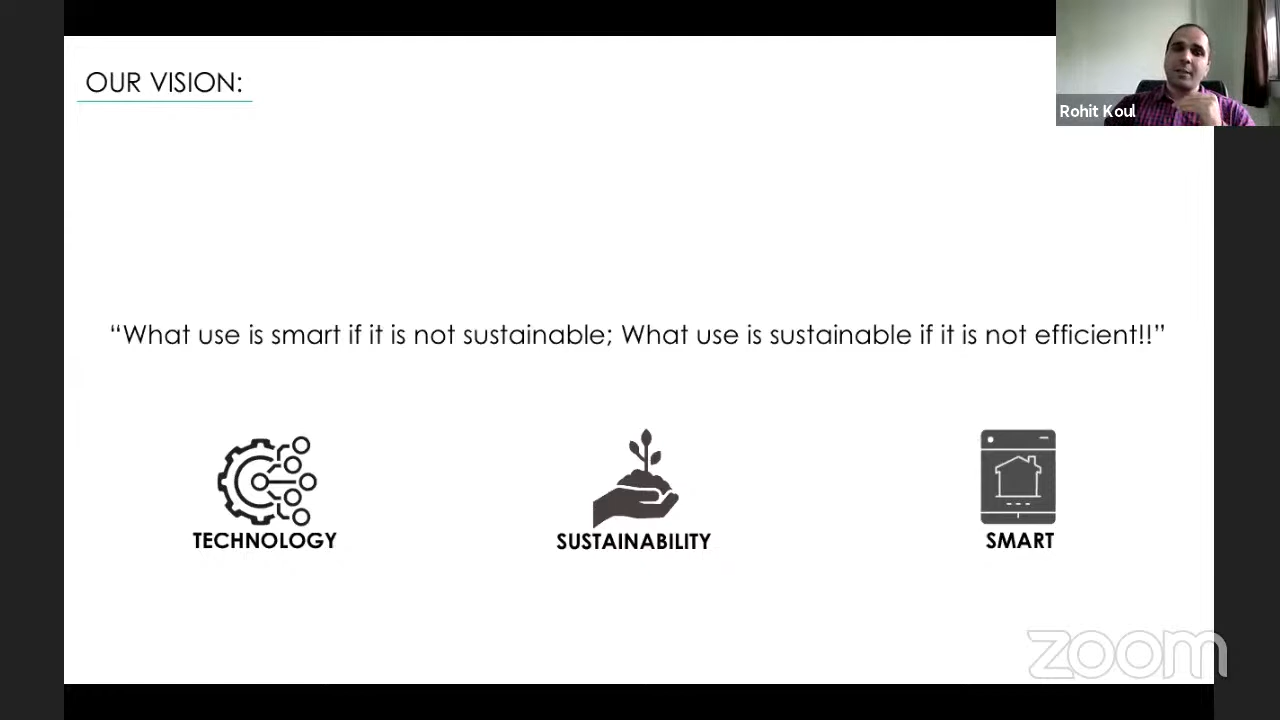 OUR VISION:
Rohit Koul
“What use is smart if it is not sustainable; What use is sustainable if it is not efficient!!”
TECHNOLOGY
SUSTAINABILITY
SMART
zoom